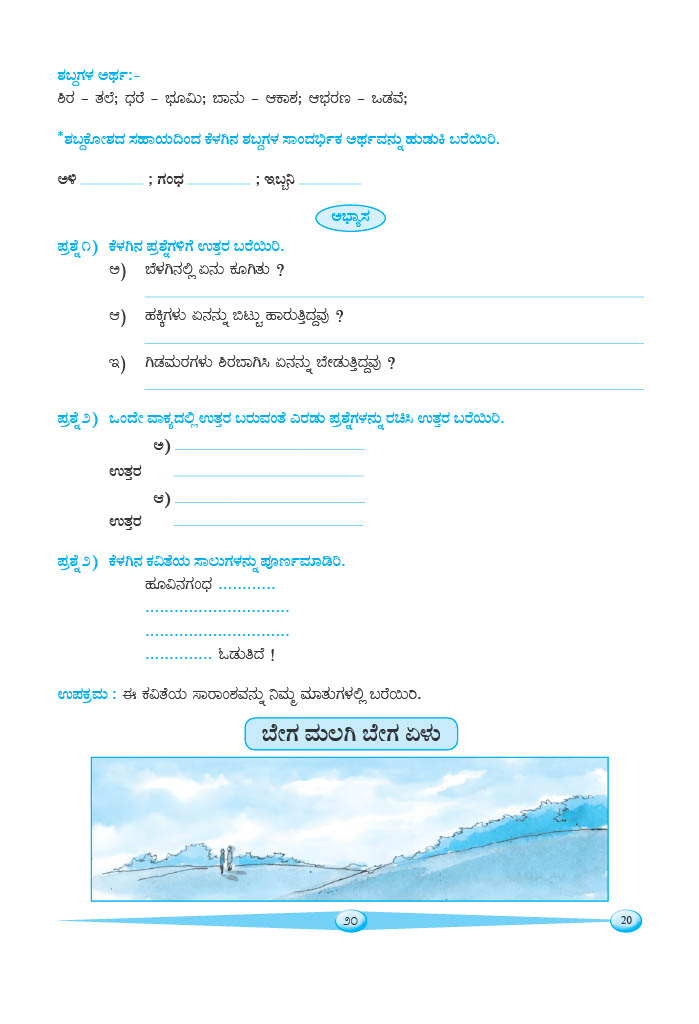 ಶಬ್ದಗಳ ಅರ್ಥ:-
ಶಿರ – ತಲೆ; ಧರೆ – ಭೂಮಿ; ಬಾನು – ಆಕಾಶ; ಆಭರಣ – ಒಡವೆ;
*ಶಬ್ದಕೋಶದ ಸಹಾಯದಿಂದ ಕೆಳಗಿನ ಶಬ್ದಗಳ ಸಾಂದರ್ಭಿಕ ಅರ್ಥವನ್ನು ಹುಡುಕಿ ಬರೆಯಿರಿ.
ಅಳಿ ________ ; ಗಂಧ ________ ; ಇಬ್ಬನಿ ________
ಅಭ್ಯಾಸ
ಪ್ರಶ್ನೆ ೧) ಕೆಳಗಿನ ಪ್ರಶ್ನೆಗಳಿಗೆ ಉತ್ತರ ಬರೆಯಿರಿ.
ಅ) ಬೆಳಗಿನಲ್ಲಿ ಏನು ಕೂಗಿತು ?
ಆ) ಹಕ್ಕಿಗಳು ಏನನ್ನು ಬಿಟ್ಟು ಹಾರುತ್ತಿದ್ದವು ?
ಇ) ಗಿಡಮರಗಳು ಶಿರಬಾಗಿಸಿ ಏನನ್ನು ಬೇಡುತ್ತಿದ್ದವು ?
ಪ್ರಶ್ನೆ ೨) ಒಂದೇ ವಾಕ್ಯದಲ್ಲಿ ಉತ್ತರ ಬರುವಂತೆ ಎರಡು ಪ್ರಶ್ನೆಗಳನ್ನು ರಚಿಸಿ ಉತ್ತರ ಬರೆಯಿರಿ.
ಅ) ________
ಉತ್ತರ ________
ಆ) ________
ಉತ್ತರ ________
ಪ್ರಶ್ನೆ ೨) ಕೆಳಗಿನ ಕವಿತೆಯ ಸಾಲುಗಳನ್ನು ಪೂರ್ಣಮಾಡಿರಿ.
ಹೂವಿನಗಂಧ ............
..............................
..............................
.............. ಓಡುತಿದೆ !
ಉಪಕ್ರಮ : ಈ ಕವಿತೆಯ ಸಾರಾಂಶವನ್ನು ನಿಮ್ಮ ಮಾತುಗಳಲ್ಲಿ ಬರೆಯಿರಿ.
ಬೇಗ ಮಲಗಿ ಬೇಗ ಏಳು
೨೦
20